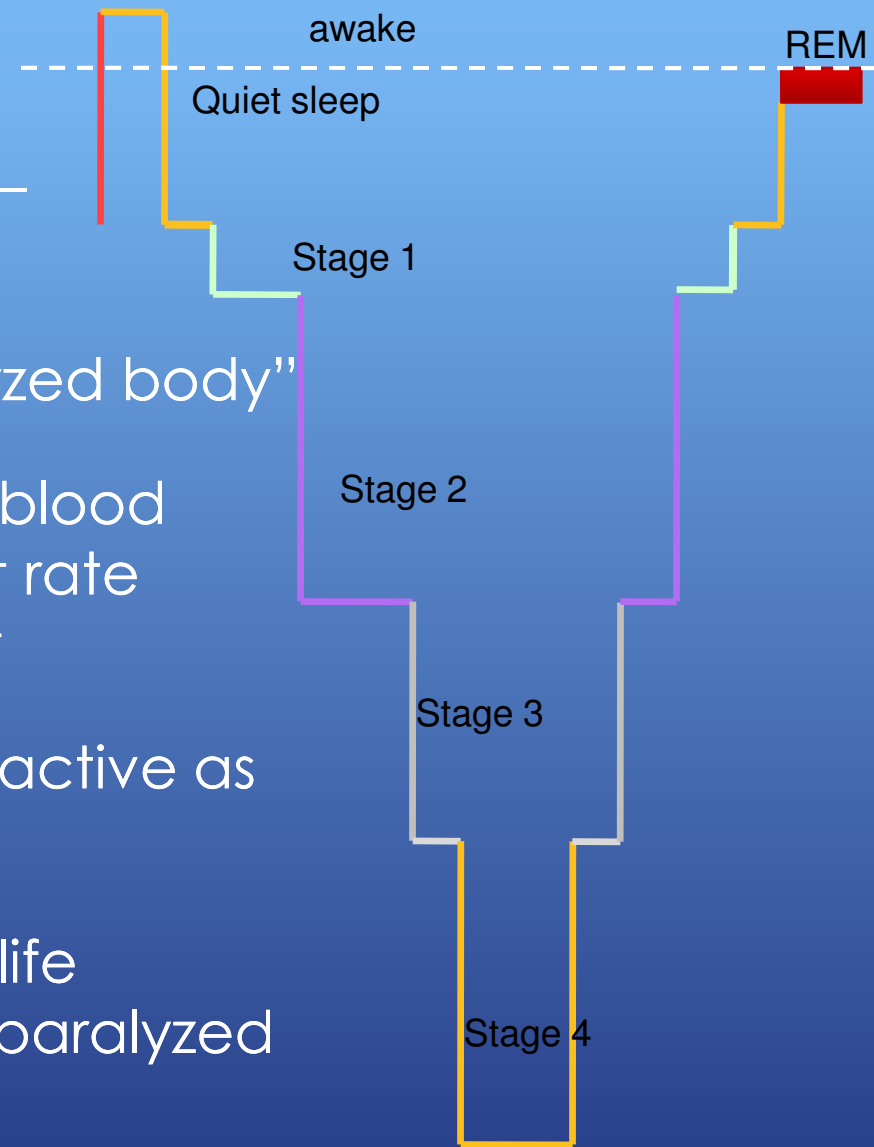 awake
REM
Quiet sleep
Stage 1
yzed body”
Stage 2
blood
rate
Stage 3
active as
life
paralyzed
Stage 4